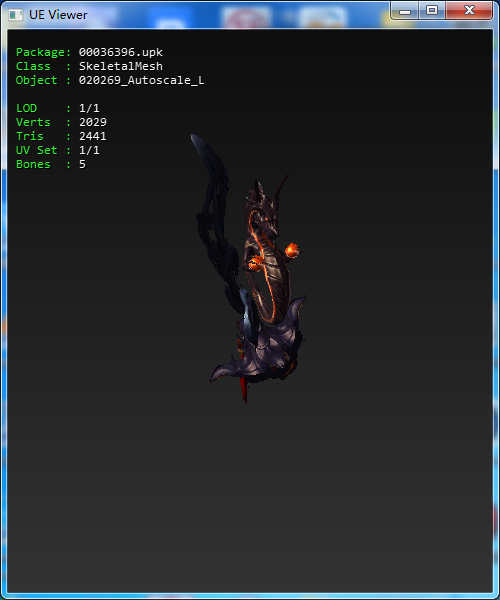 UE Viewer
Package: 00036396.upk
Class : SkeletalMesh
Object : 020269_Autoscale_L
LOD : 1/1
Verts : 2029
Tris : 2441
UV Set : 1/1
Bones : 5